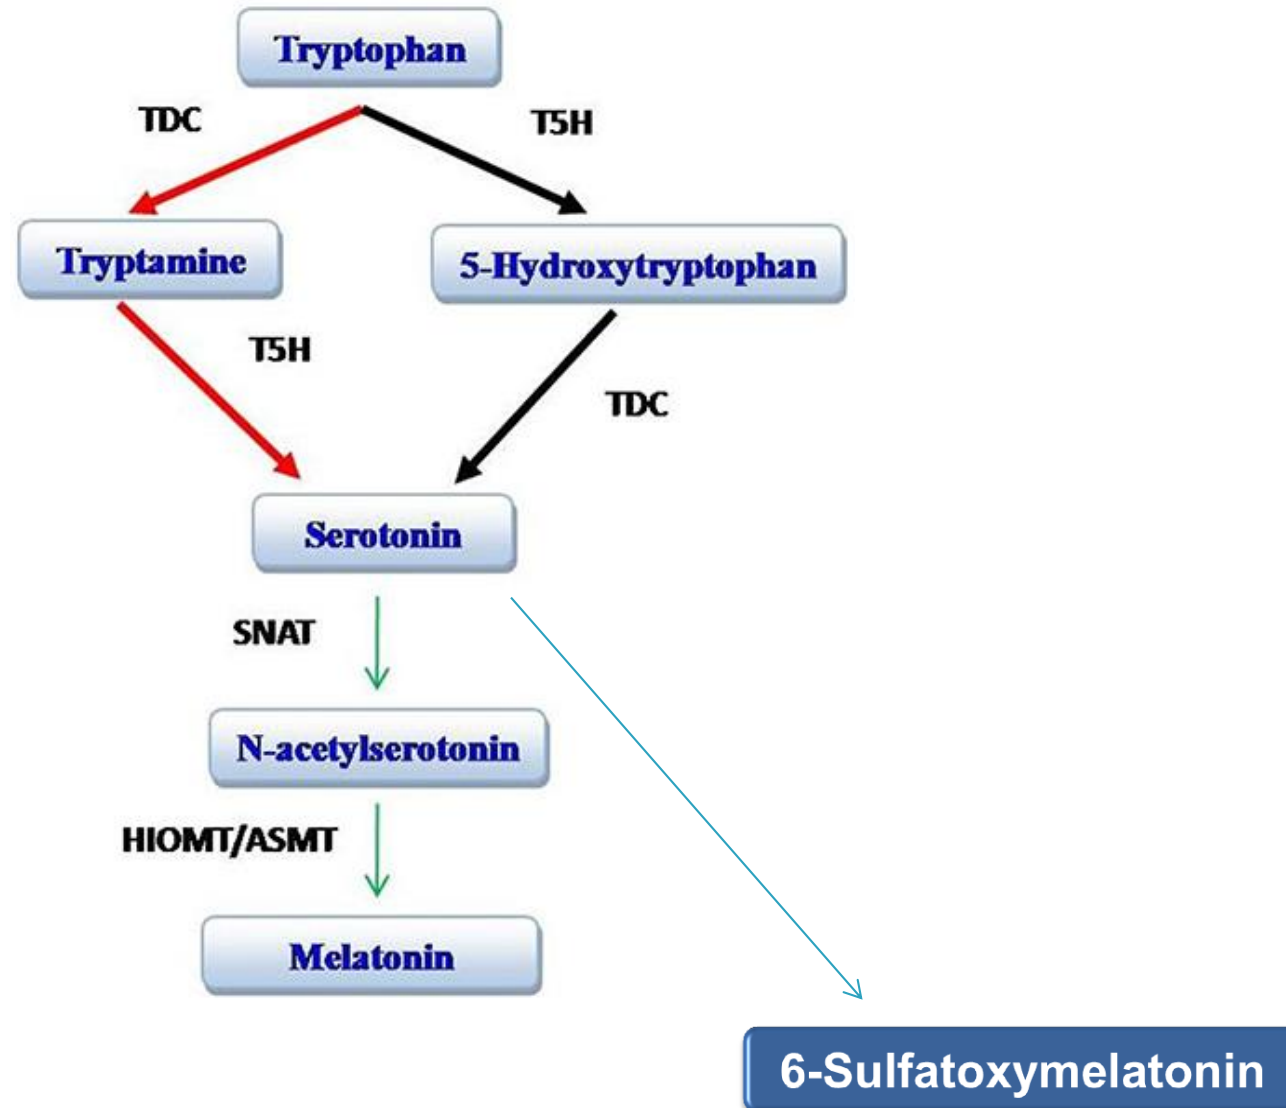 Tryptophan
TDC
T5H
Tryptamine
5-Hydroxytryptophan
T5H
TDC
Serotonin
SNAT
N-acetylserotonin
HIOMT/ASMT
Melatonin
6-Sulfatoxymelatonin